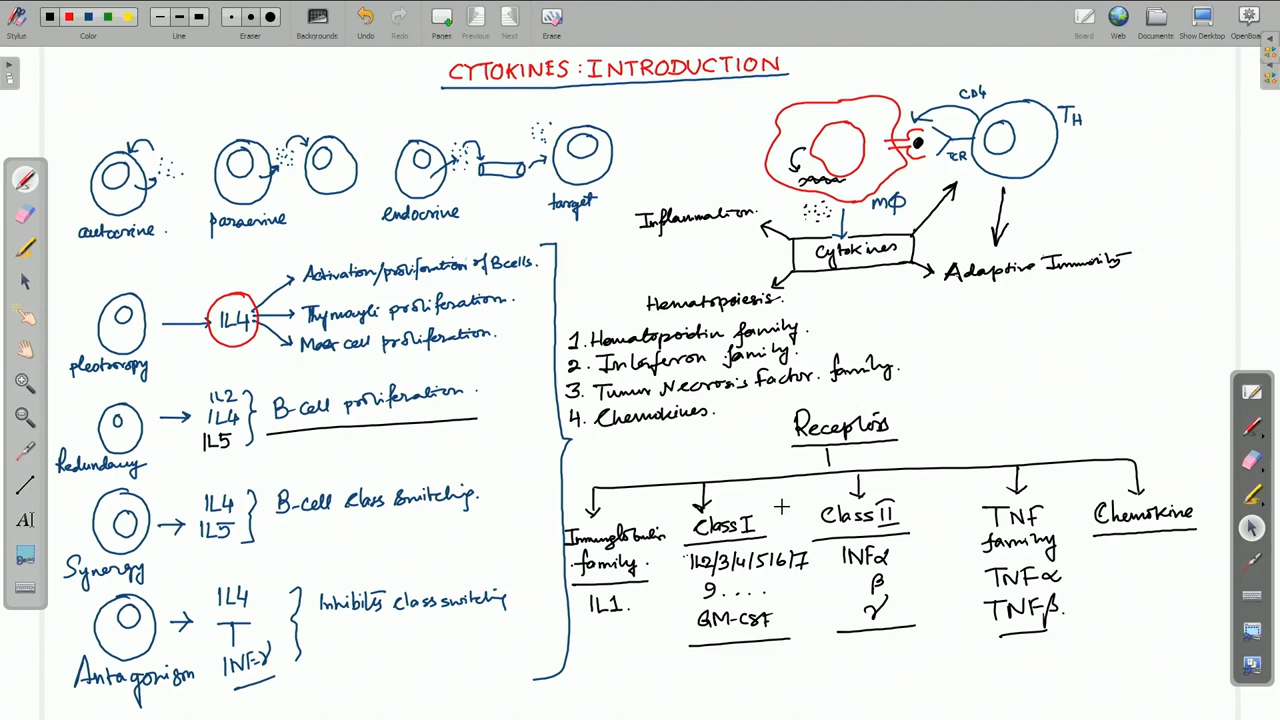 Stylus
Color
Line
Eraser
Backgrounds
Undo
Redo
Pages
Previous
Next
Erase
Board
Web
Documents
Show Desktop
OpenBoard
CYTOKINES : INTRODUCTION
autocrine.
paracrine
endocrine
target
CD4
TCR
TH
mΦ
Inflammation.
Cytokines
Adaptive Immunity
Hematopoiesis.
pleotropy
IL4
Activation/proliferation of B cells.
Thymocyte proliferation.
Mast cell proliferation.
Redundancy
IL2
IL4
IL5
B-cell proliferation.
Synergy
IL4
IL5
B-cell class switching.
Antagonism
IL4
INF-γ
Inhibits class switching
1. Hematopoidin family.
2. Interferon family.
3. Tumor Necrosis Factor. family.
4. Chemokines.
Receptors
Immunoglobulin
family.
IL1.
Class I
IL2/3/4/5/6/7
9....
GM-CSF
Class II
INFα
β
γ
TNF
family
TNFα
TNFβ.
Chemokine